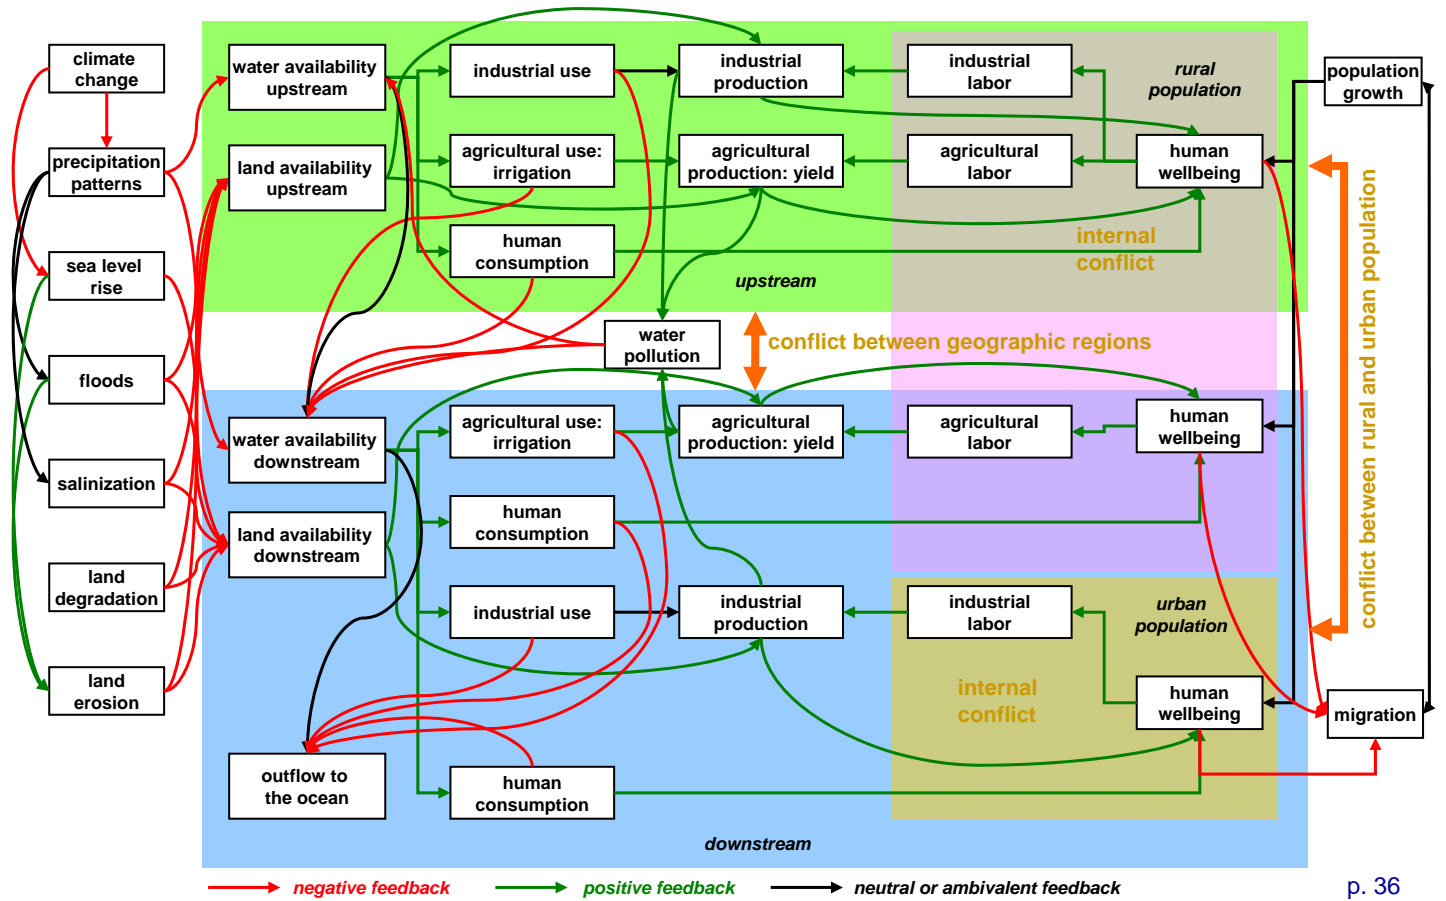 climate
change
precipitation
patterns
sea level
rise
floods
salinization
land
degradation
land
erosion
water availability
upstream
land availability
upstream
industrial use
agricultural use:
irrigation
human
consumption
industrial
production
agricultural
production: yield
industrial
labor
agricultural
labor
rural
population
human
wellbeing
internal
conflict
upstream
population
growth
conflict between rural and urban population
water
pollution
conflict between geographic regions
water availability
downstream
land availability
downstream
outflow to
the ocean
agricultural use:
irrigation
human
consumption
industrial use
human
consumption
agricultural
production: yield
industrial
production
agricultural
labor
human
wellbeing
industrial
labor
urban
population
internal
conflict
human
wellbeing
migration
downstream
negative feedback
positive feedback
neutral or ambivalent feedback
p. 36